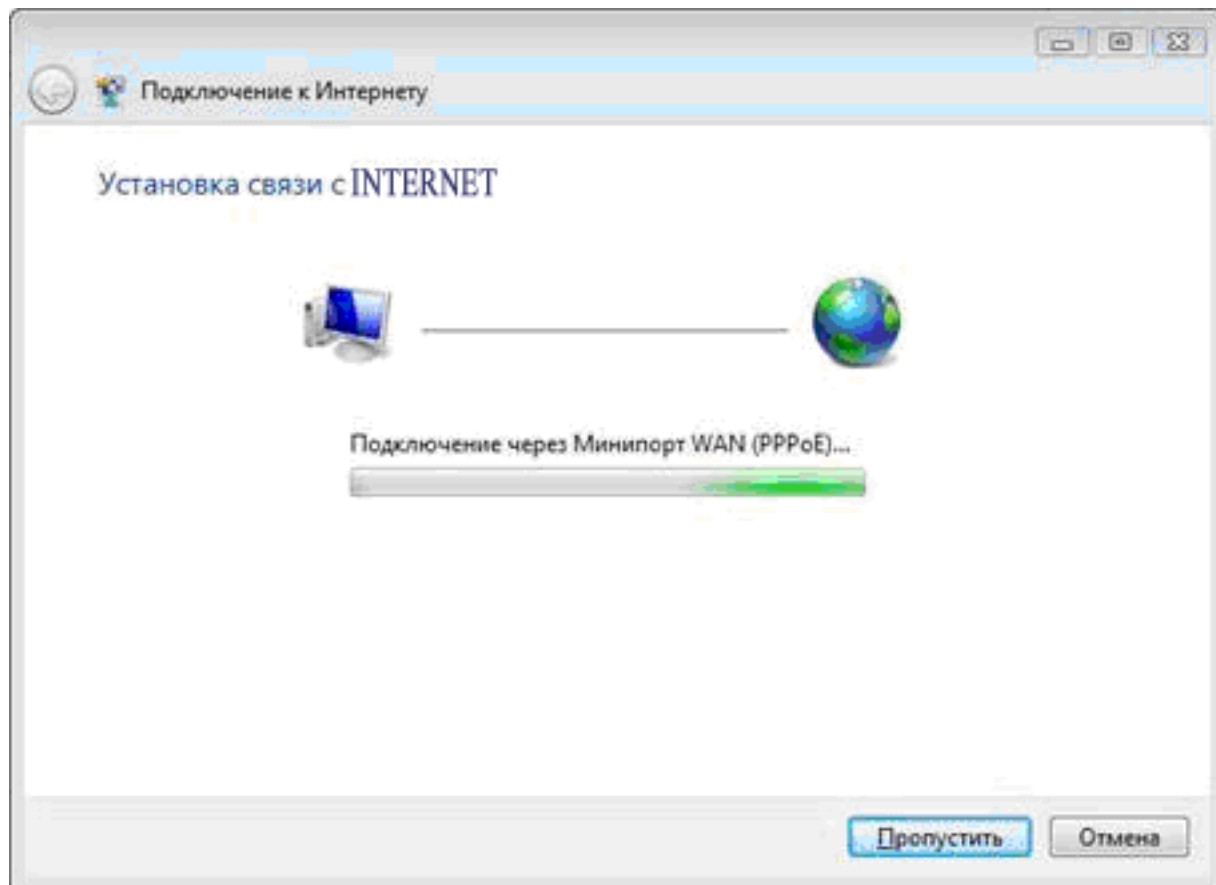 Подключение к Интернету
Установка связи с INTERNET
Подключение через Минипорт WAN (PPPoE)...
Пропустить
Отмена